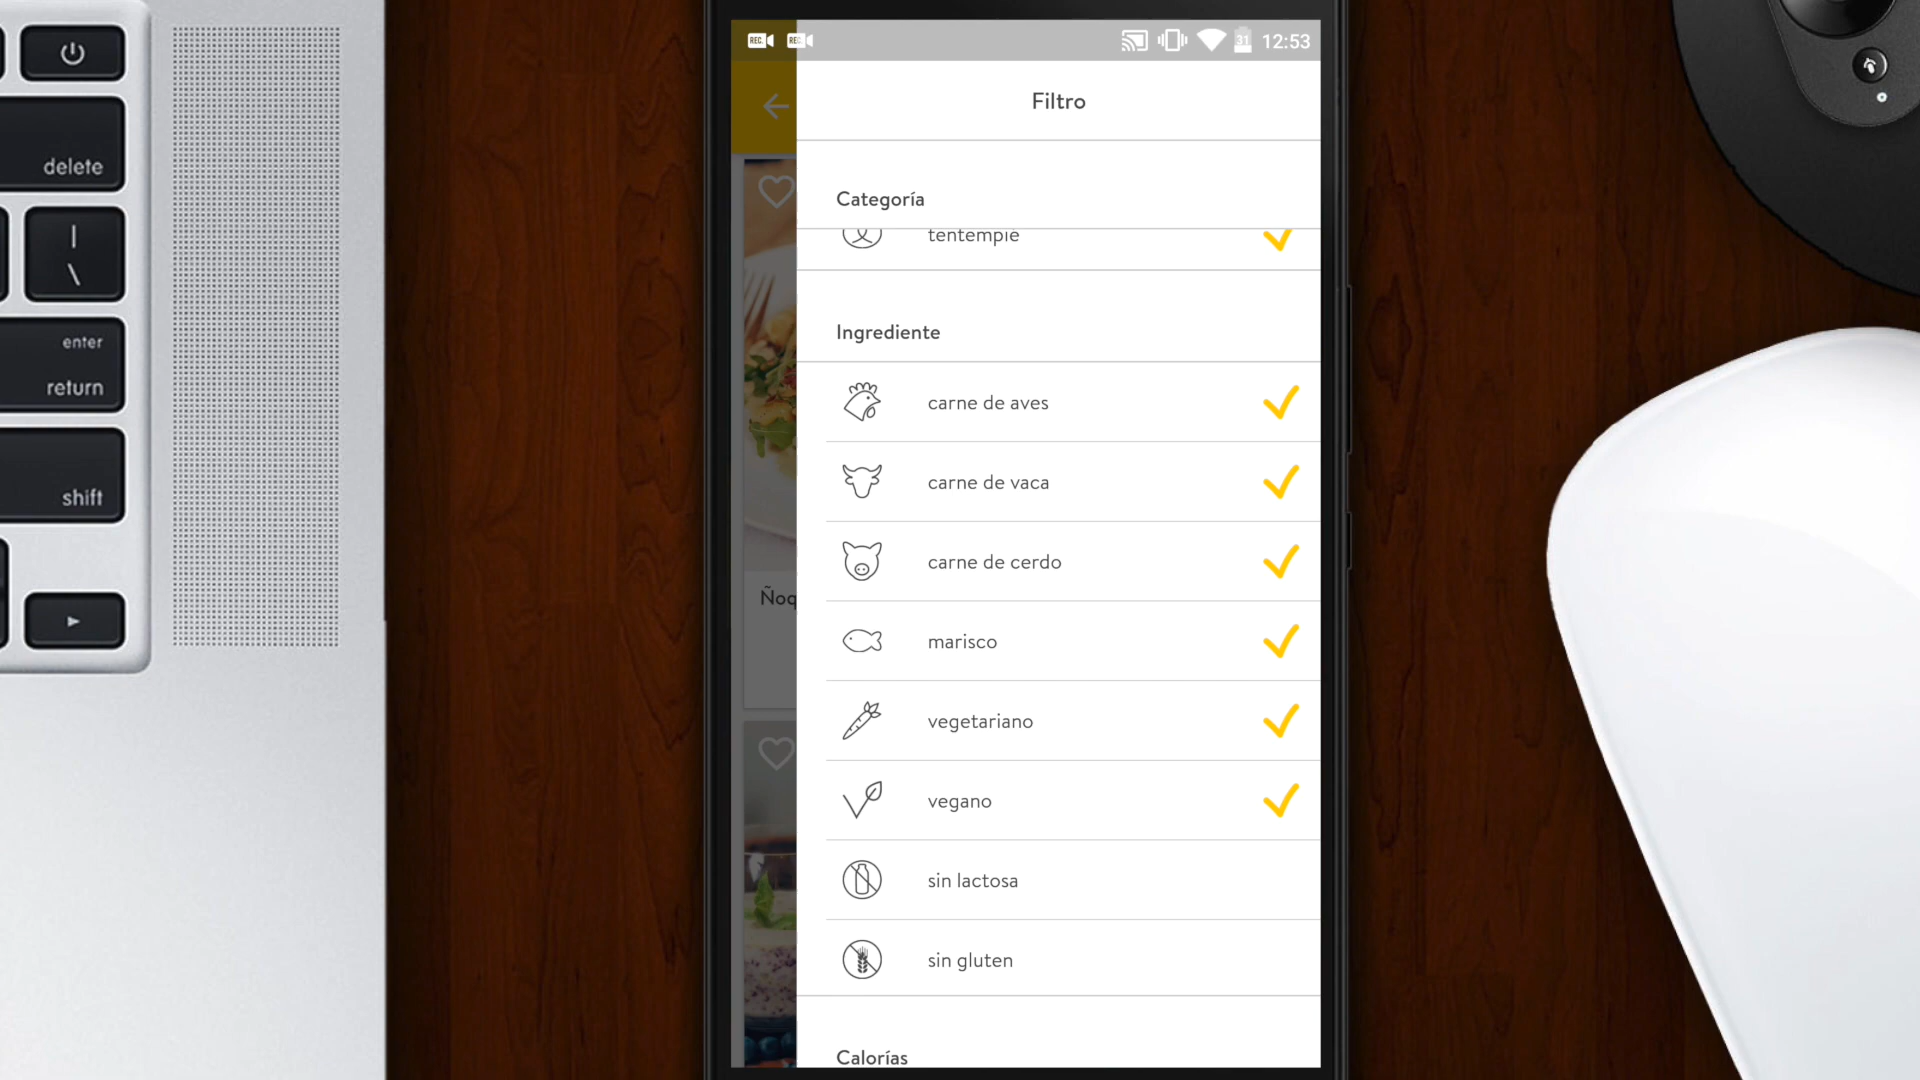 REC
REC
31
12:53
Filtro
Categoría
tentempié
Ingrediente
carne de aves
carne de vaca
carne de cerdo
marisco
vegetariano
vegano
sin lactosa
sin gluten
Calorías
Ñoq
delete
|
\
enter
return
shift